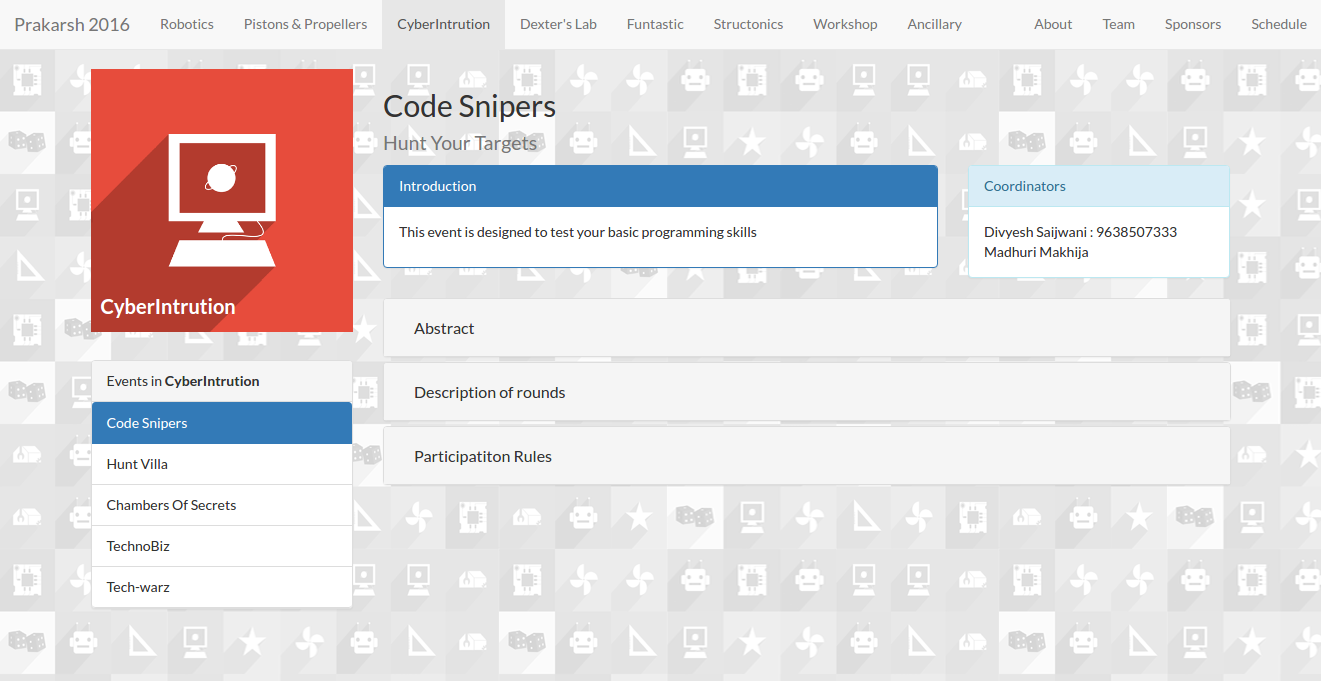 Prakarsh 2016 Robotics Pistons & Propellers CyberIntrution Dexter's Lab Funtastic Structonics Workshop Ancillary About Team Sponsors Schedule
CyberIntrution
Events in CyberIntrution
Code Snipers
Hunt Villa
Chambers Of Secrets
TechnoBiz
Tech-warz
Code Snipers
Hunt Your Targets
Introduction
This event is designed to test your basic programming skills
Coordinators
Divyesh Saijwani : 9638507333
Madhuri Makhija
Abstract
Description of rounds
Participatiton Rules